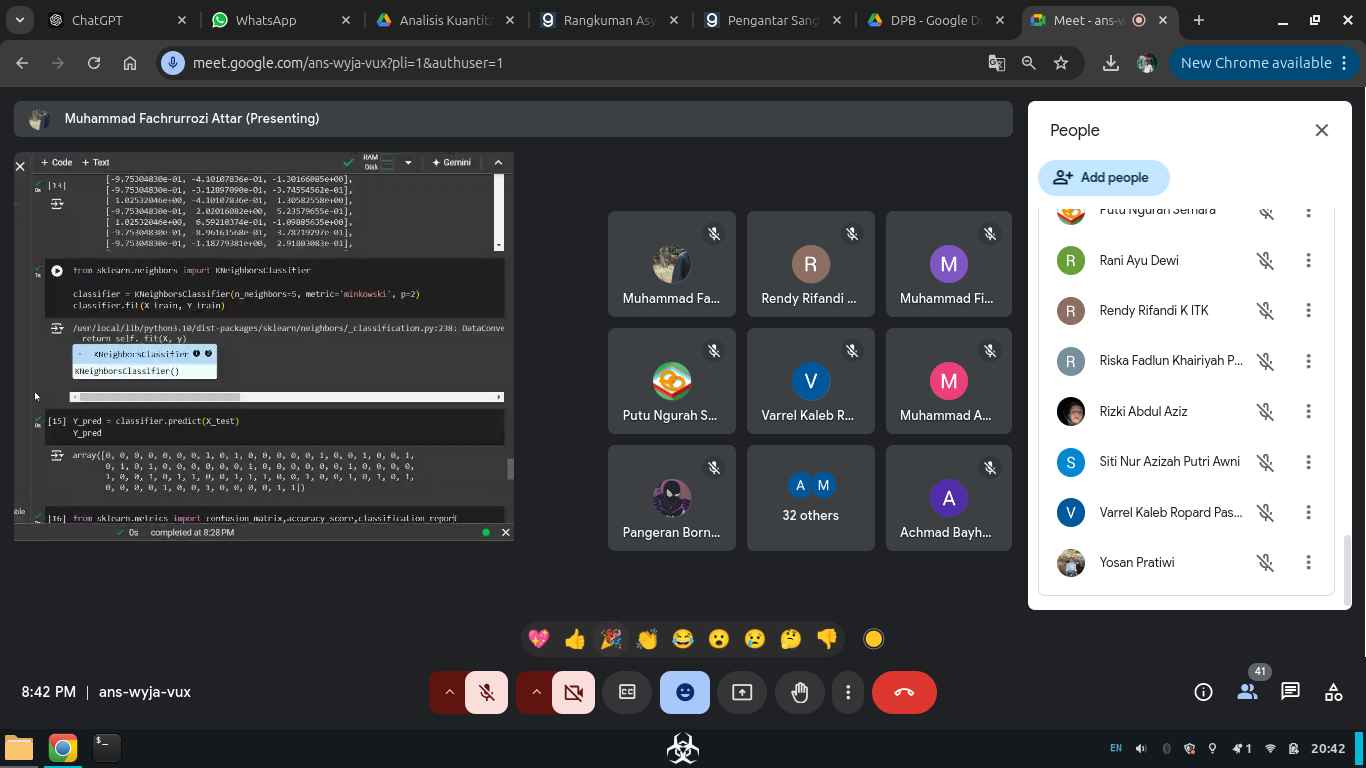 ChatGPT
WhatsApp
Analisis Kuantita
Rangkuman Asy
Pengantar Sang
DPB - Google Dr
Meet - ans-w
meet.google.com/ans-wyja-vux?pli=1&authuser=1
New Chrome available
Muhammad Fachrurrozi Attar (Presenting)
+ Code + Text
RAM
Disk
Gemini
[-9.75304830e-01, -4.10107836e-01, -1.30166085e+00],
[-9.75304830e-01, -3.12897090e-01, -3.74554562e-01],
[ 1.02532046e+00, -4.10107836e-01, 1.30582558e+00],
[-9.75304830e-01, 2.02016082e+00, 5.23579655e-01],
[ 1.02532046e+00, 6.59210374e-01, -1.09885635e+00],
[-9.75304830e-01, -8.96161568e-01, 3.78719297e-01],
[-9.75304830e-01, -1.18779381e+00, 2.91803083e-01],
from sklearn.neighbors import KNeighborsClassifier
classifier = KNeighborsClassifier(n_neighbors=5, metric='minkowski', p=2)
classifier.fit(X_train, Y_train)
/usr/local/lib/python3.10/dist-packages/sklearn/neighbors/_classification.py:238: DataConve
return self._fit(X, y)
KNeighborsClassifier
KNeighborsClassifier()
[15] Y_pred = classifier.predict(X_test)
Y_pred
array([0, 0, 0, 0, 0, 0, 0, 1, 0, 1, 0, 0, 0, 0, 0, 1, 0, 0, 1, 0, 0, 1,
0, 1, 0, 1, 0, 0, 0, 0, 0, 0, 1, 0, 0, 0, 0, 0, 0, 1, 0, 0, 0, 0,
1, 0, 0, 1, 0, 1, 1, 0, 0, 1, 1, 1, 0, 0, 1, 0, 0, 1, 0, 1, 0, 1,
0, 0, 0, 0, 1, 0, 0, 1, 0, 0, 0, 0, 1, 1])
[16] from sklearn.metrics import confusion_matrix,accuracy_score,classification_report
0s completed at 8:28 PM
Muhammad Fa...
Rendy Rifandi ...
Muhammad Fi...
Putu Ngurah S...
Varrel Kaleb R...
Muhammad A...
Pangeran Born...
32 others
Achmad Bayh...
People
Add people
Putu Ngurah Semara
Rani Ayu Dewi
Rendy Rifandi K ITK
Riska Fadlun Khairiyah P...
Rizki Abdul Aziz
Siti Nur Azizah Putri Awni
Varrel Kaleb Ropard Pas...
Yosan Pratiwi
8:42 PM | ans-wyja-vux
41
EN
1
20:42